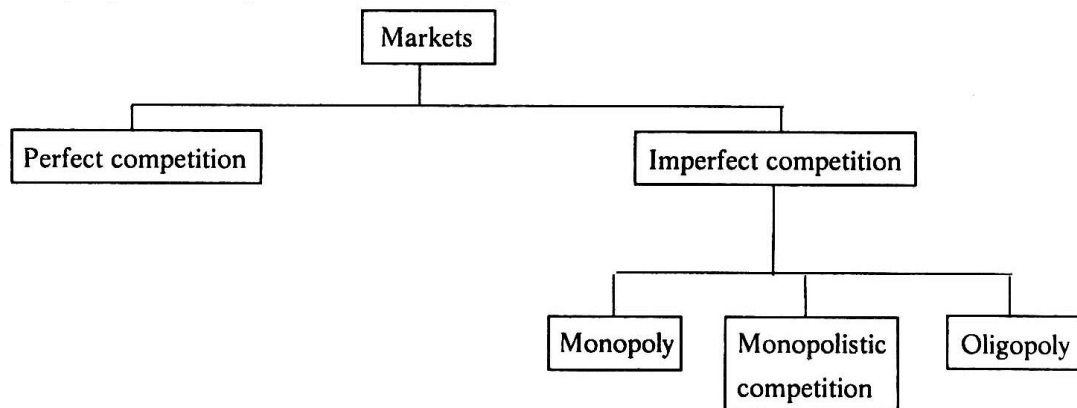 Markets
Perfect competition
Imperfect competition
Monopoly
Monopolistic
competition
Oligopoly